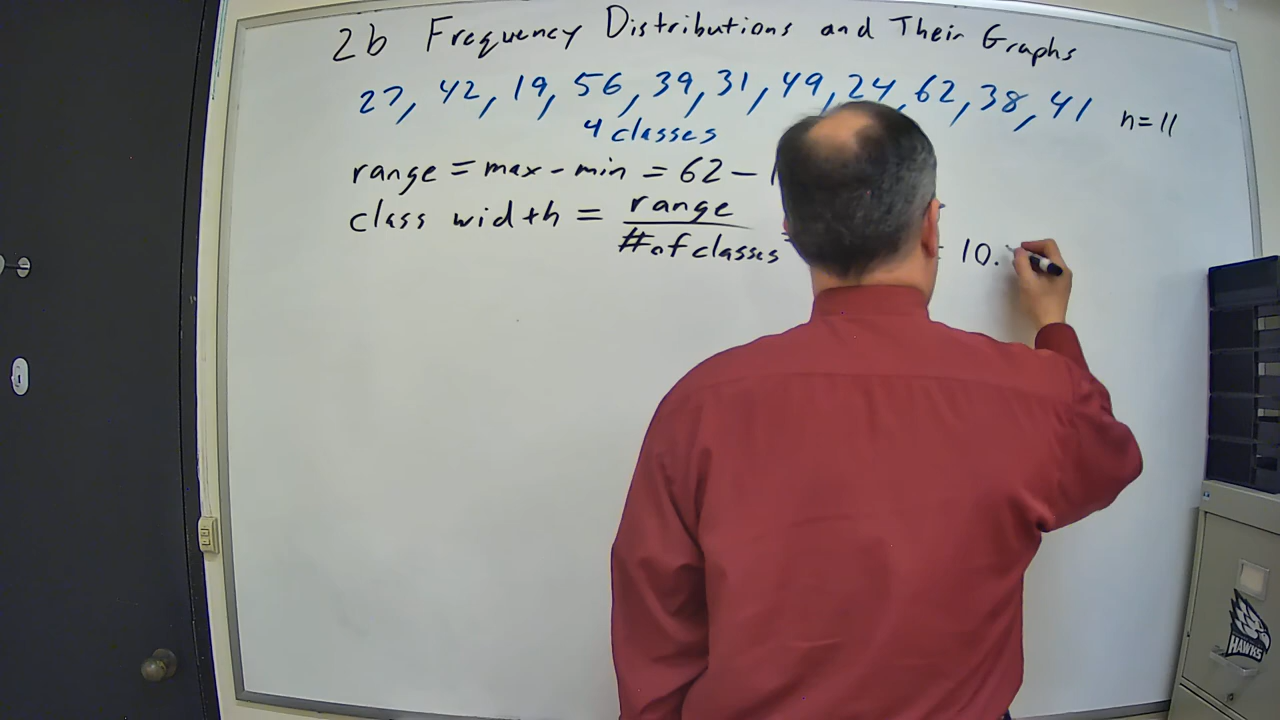 2b Frequency Distributions and Their Graphs
27, 42, 19, 56, 39, 31, 49, 24, 62, 38, 41 n=11
4 classes
range = max - min = 62 - 1
class width = range / # of classes = 10.
HAWKS